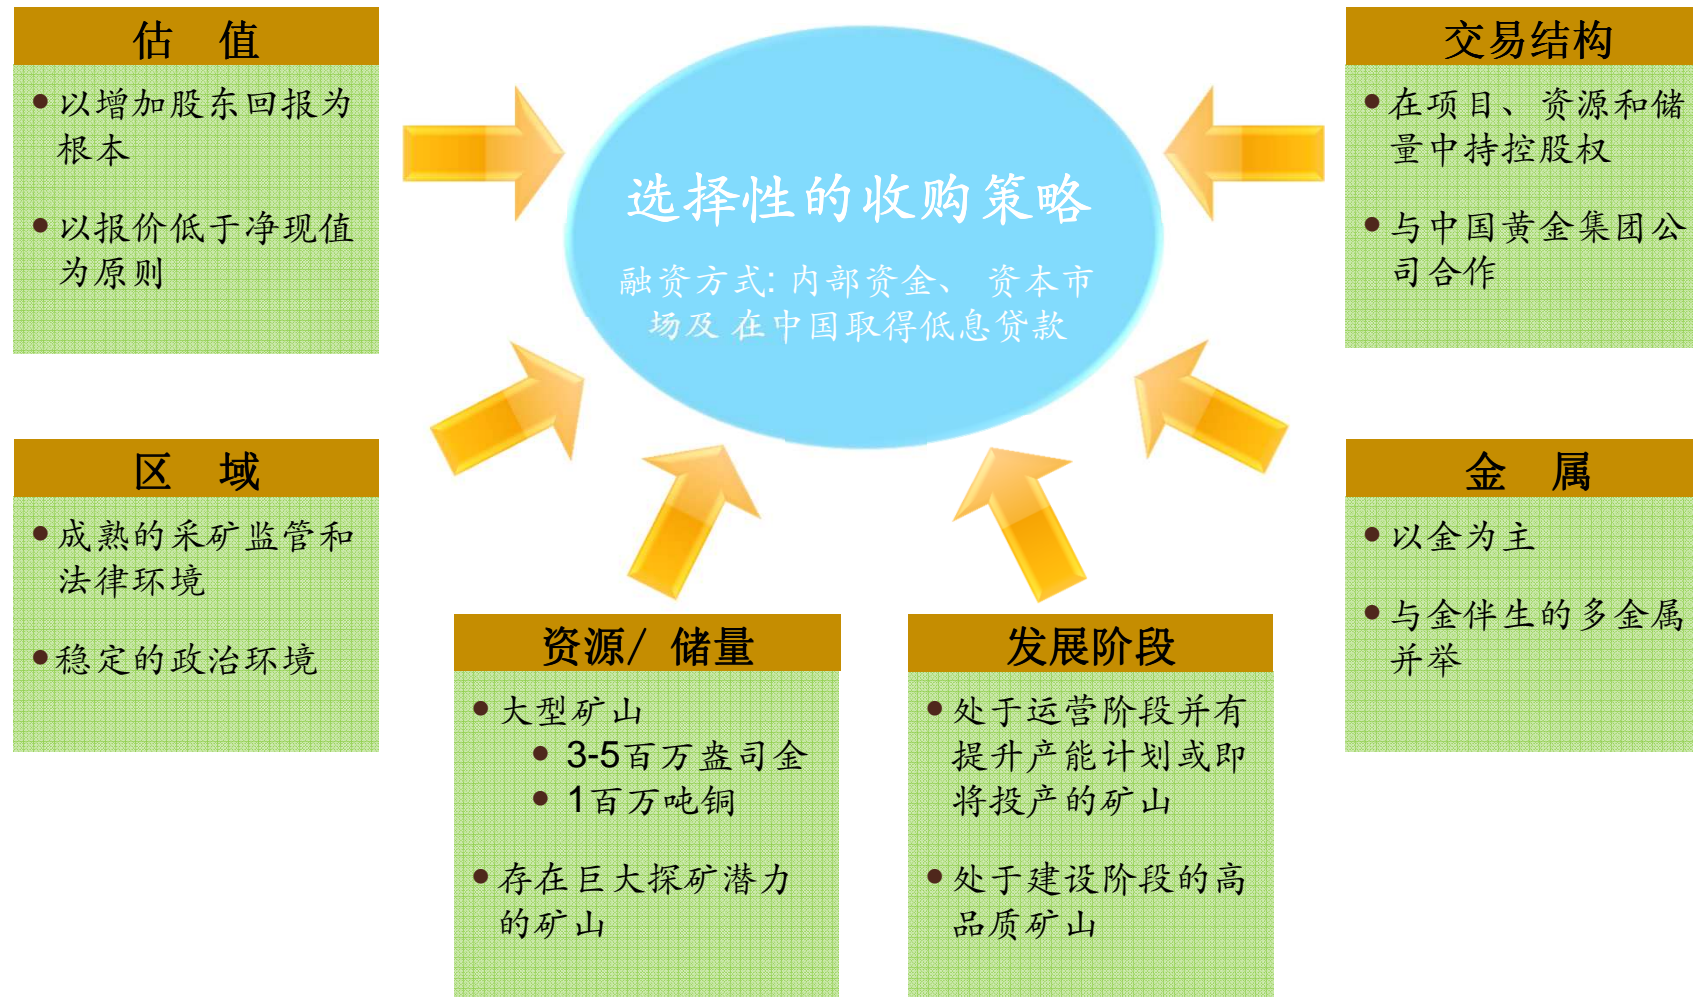 估 值
以增加股东回报为
根本
以报价低于净现值
为原则
选择性的收购策略
融资方式: 内部资金、 资本市
场及 在中国取得低息贷款
交易结构
在项目、资源和储
量中持控股权
与中国黄金集团公
司合作
区 域
成熟的采矿监管和
法律环境
稳定的政治环境
资源/ 储量
大型矿山
3-5百万盎司金
1百万吨铜
存在巨大探矿潜力
的矿山
发展阶段
处于运营阶段并有
提升产能计划或即
将投产的矿山
处于建设阶段的高
品质矿山
金 属
以金为主
与金伴生的多金属
并举